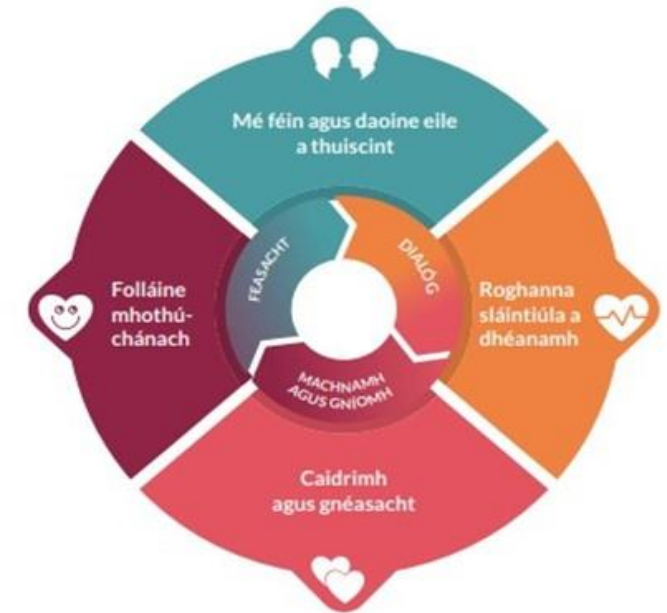 Mé féin agus daoine eile
a thuiscint
FEASACHT
DIALÓG
Folláine
mhothú-
chánach
Roghanna
sláintiúla a
dhéanamh
MACHNAMH
AGUS GNÍOMH
Caidrimh
agus gnéasacht